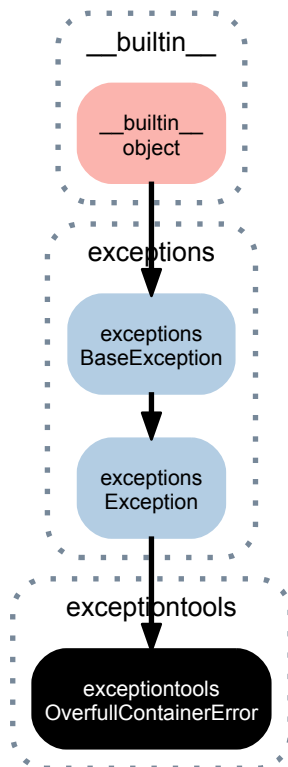 __builtin__
__builtin__
object
exceptions
exceptions
BaseException
exceptions
Exception
exceptiontools
exceptiontools
OverfullContainerError